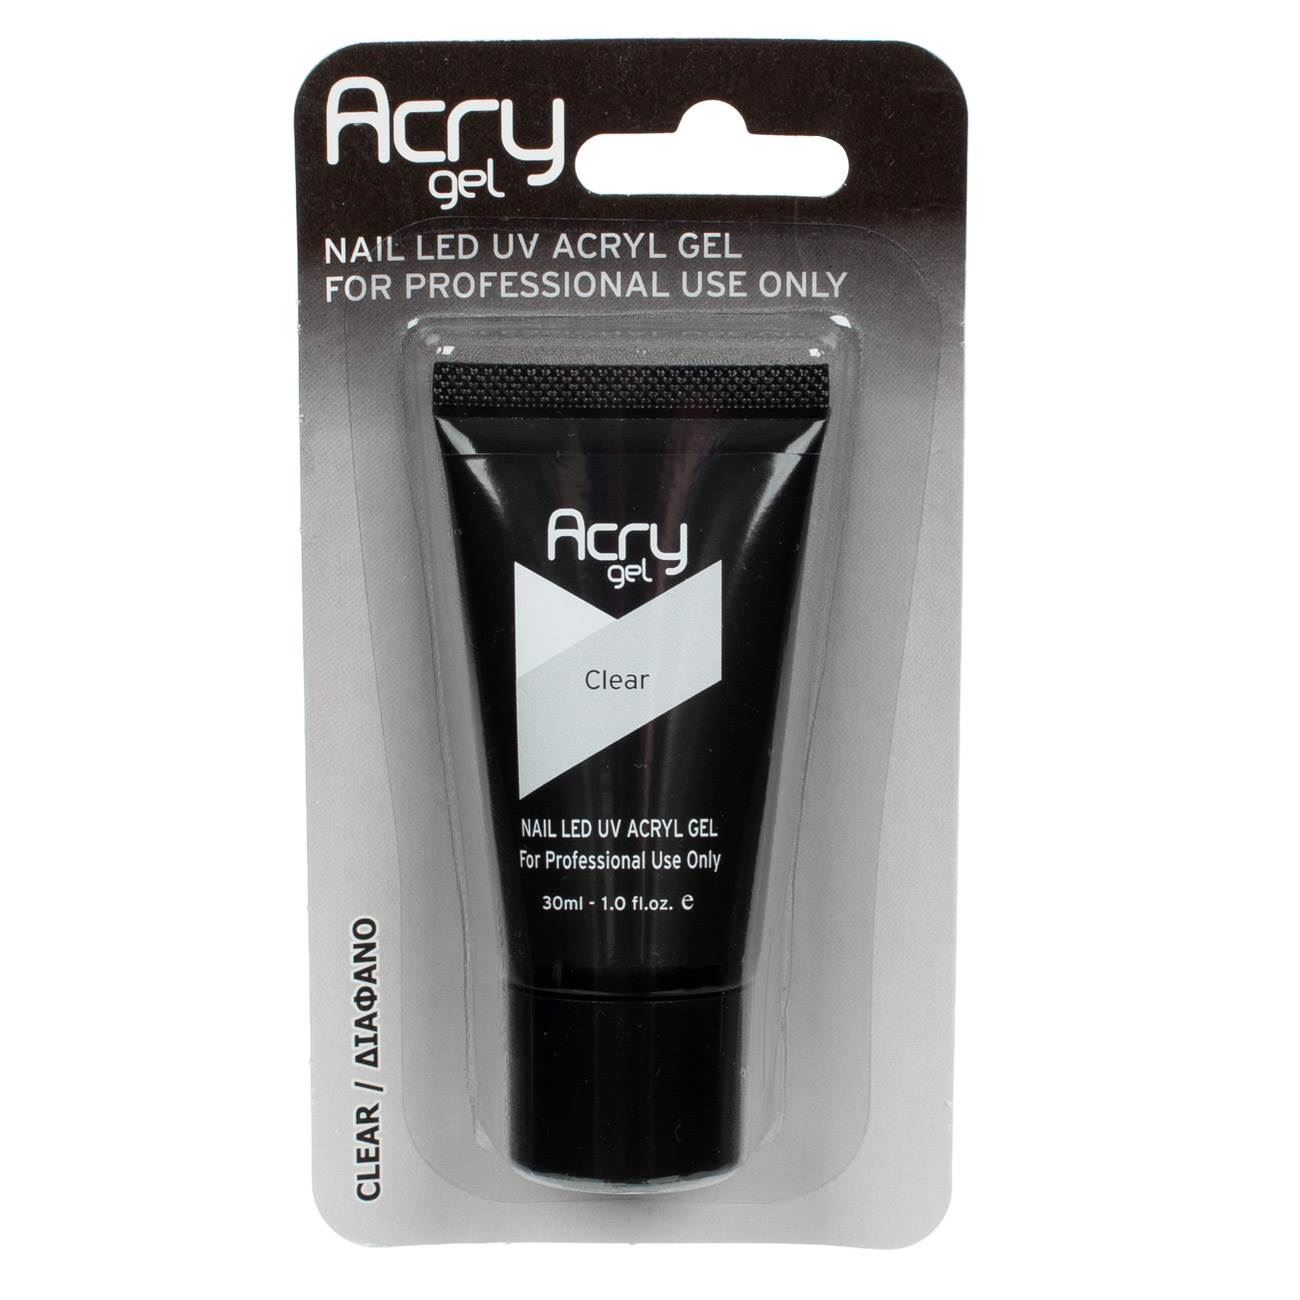 Acry
gel
NAIL LED UV ACRYL GEL
FOR PROFESSIONAL USE ONLY
Acry
gel
Clear
NAIL LED UV ACRYL GEL
For Professional Use Only
30ml - 1.0 fl.oz. ℮
CLEAR / ΔΙΑΦΑΝΟ